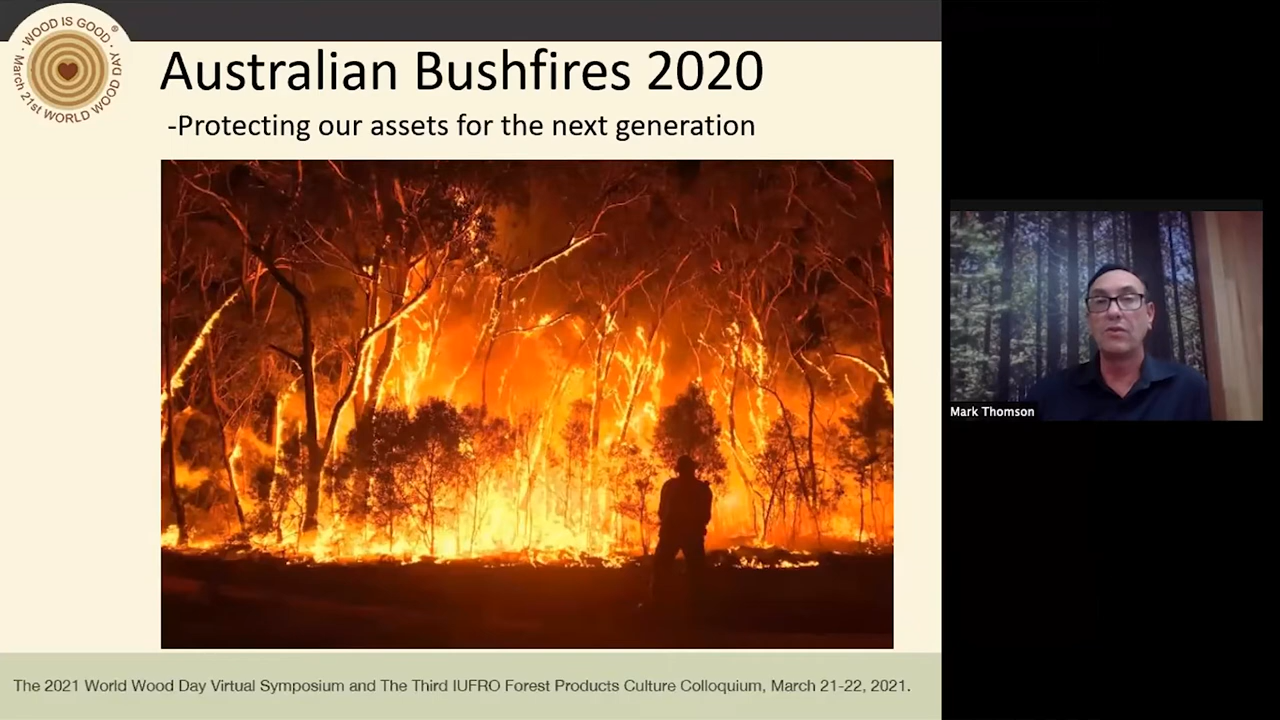 WOOD IS GOOD ®
March 21st WORLD WOOD DAY
Australian Bushfires 2020
-Protecting our assets for the next generation
Mark Thomson
The 2021 World Wood Day Virtual Symposium and The Third IUFRO Forest Products Culture Colloquium, March 21-22, 2021.